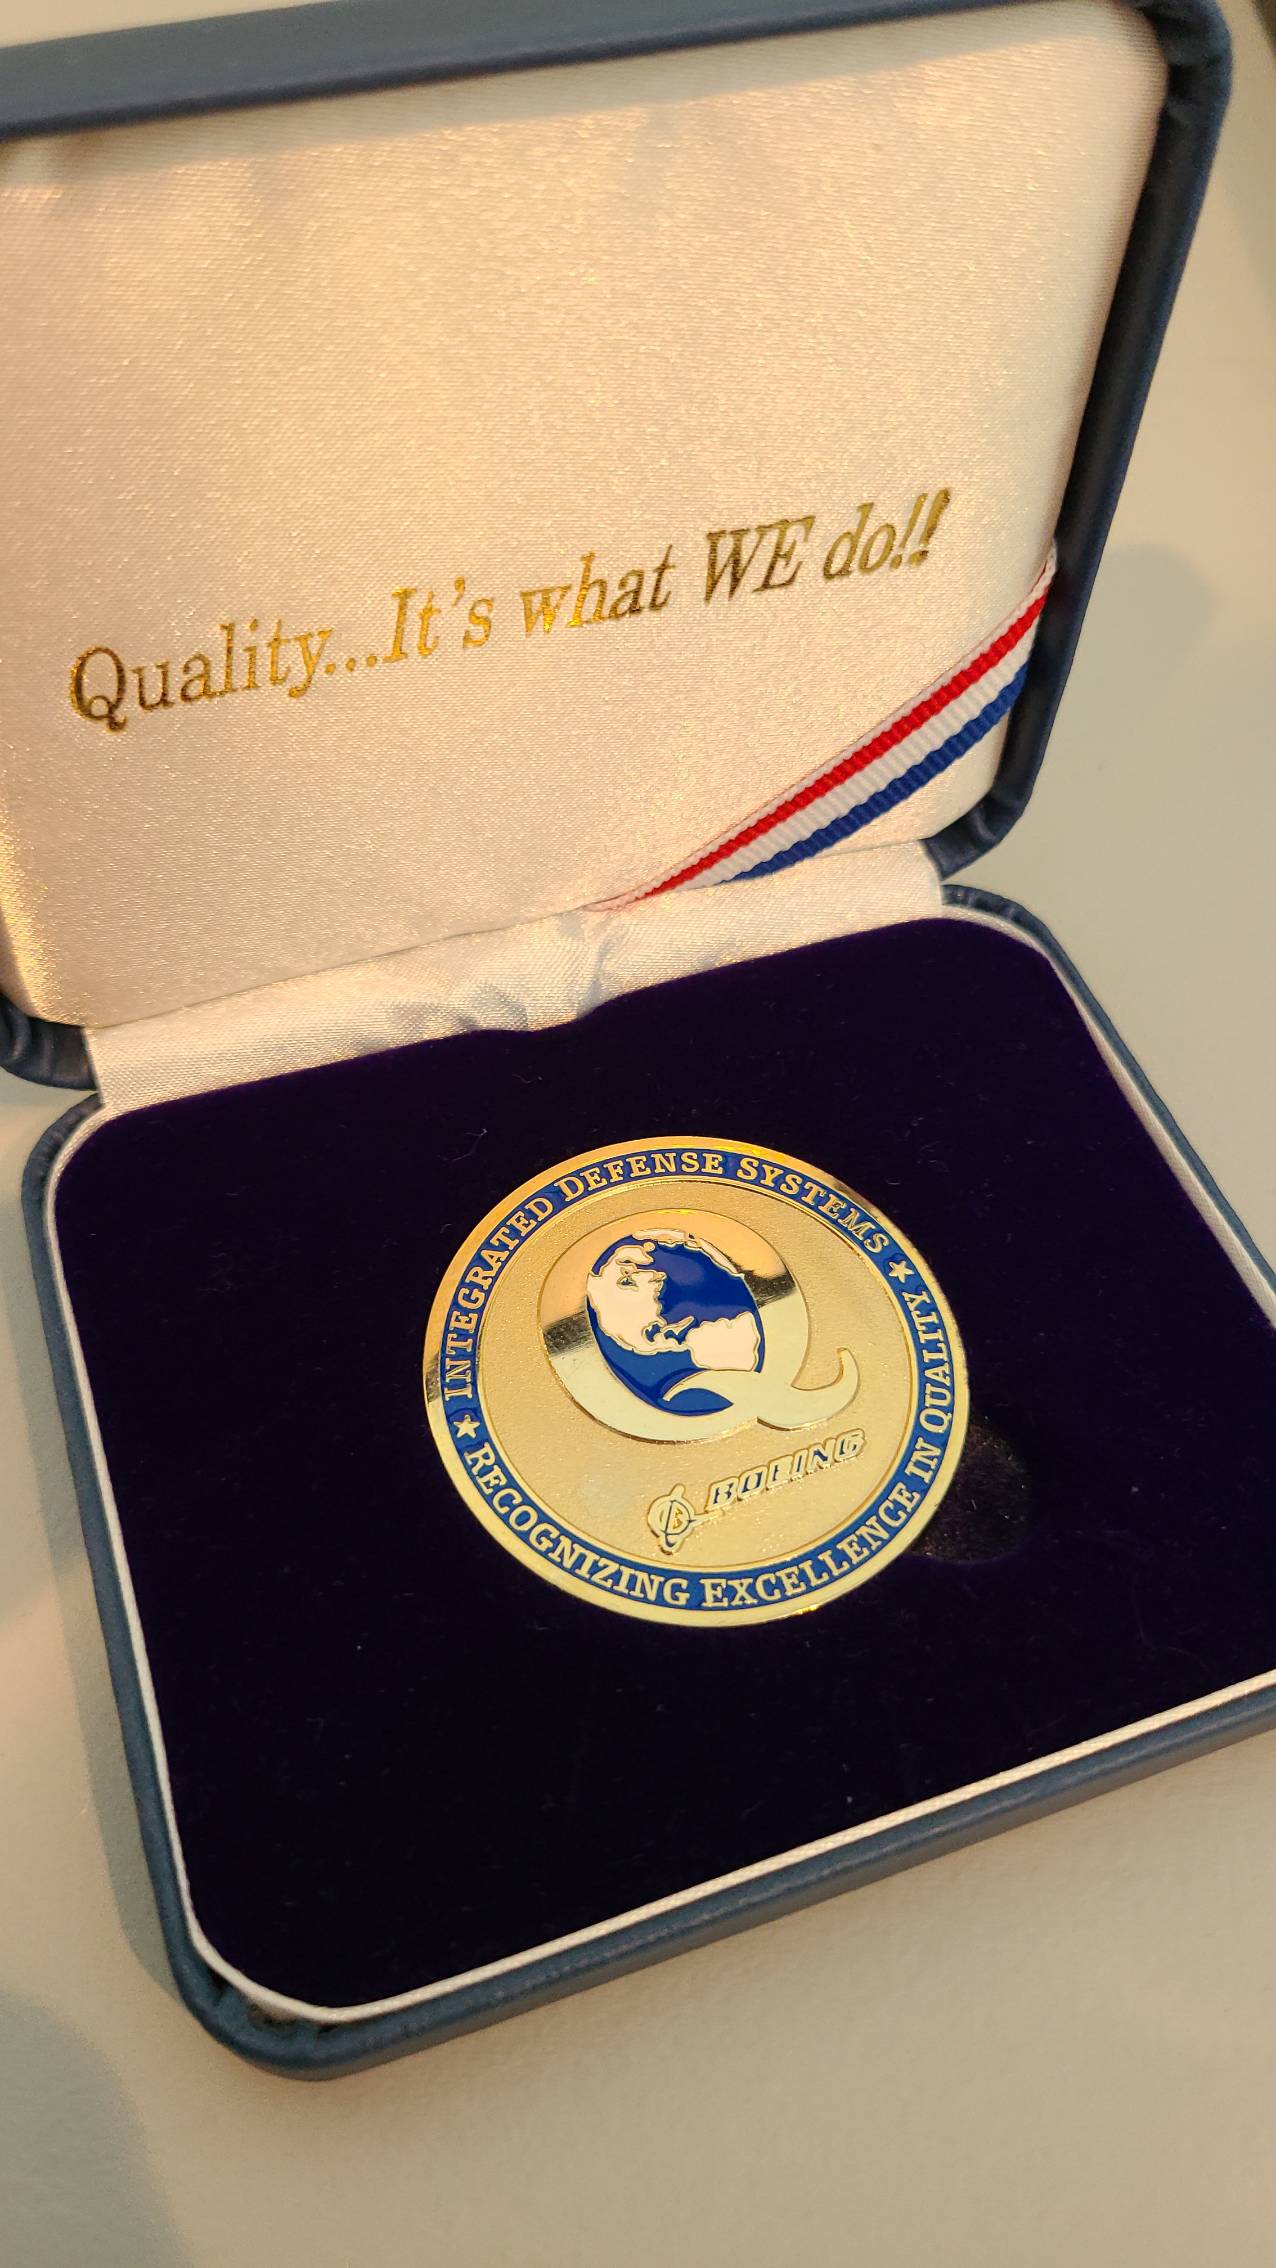 Quality...It's what WE do!!
INTEGRATED DEFENSE SYSTEMS
Q
BOEING
RECOGNIZING EXCELLENCE IN QUALITY